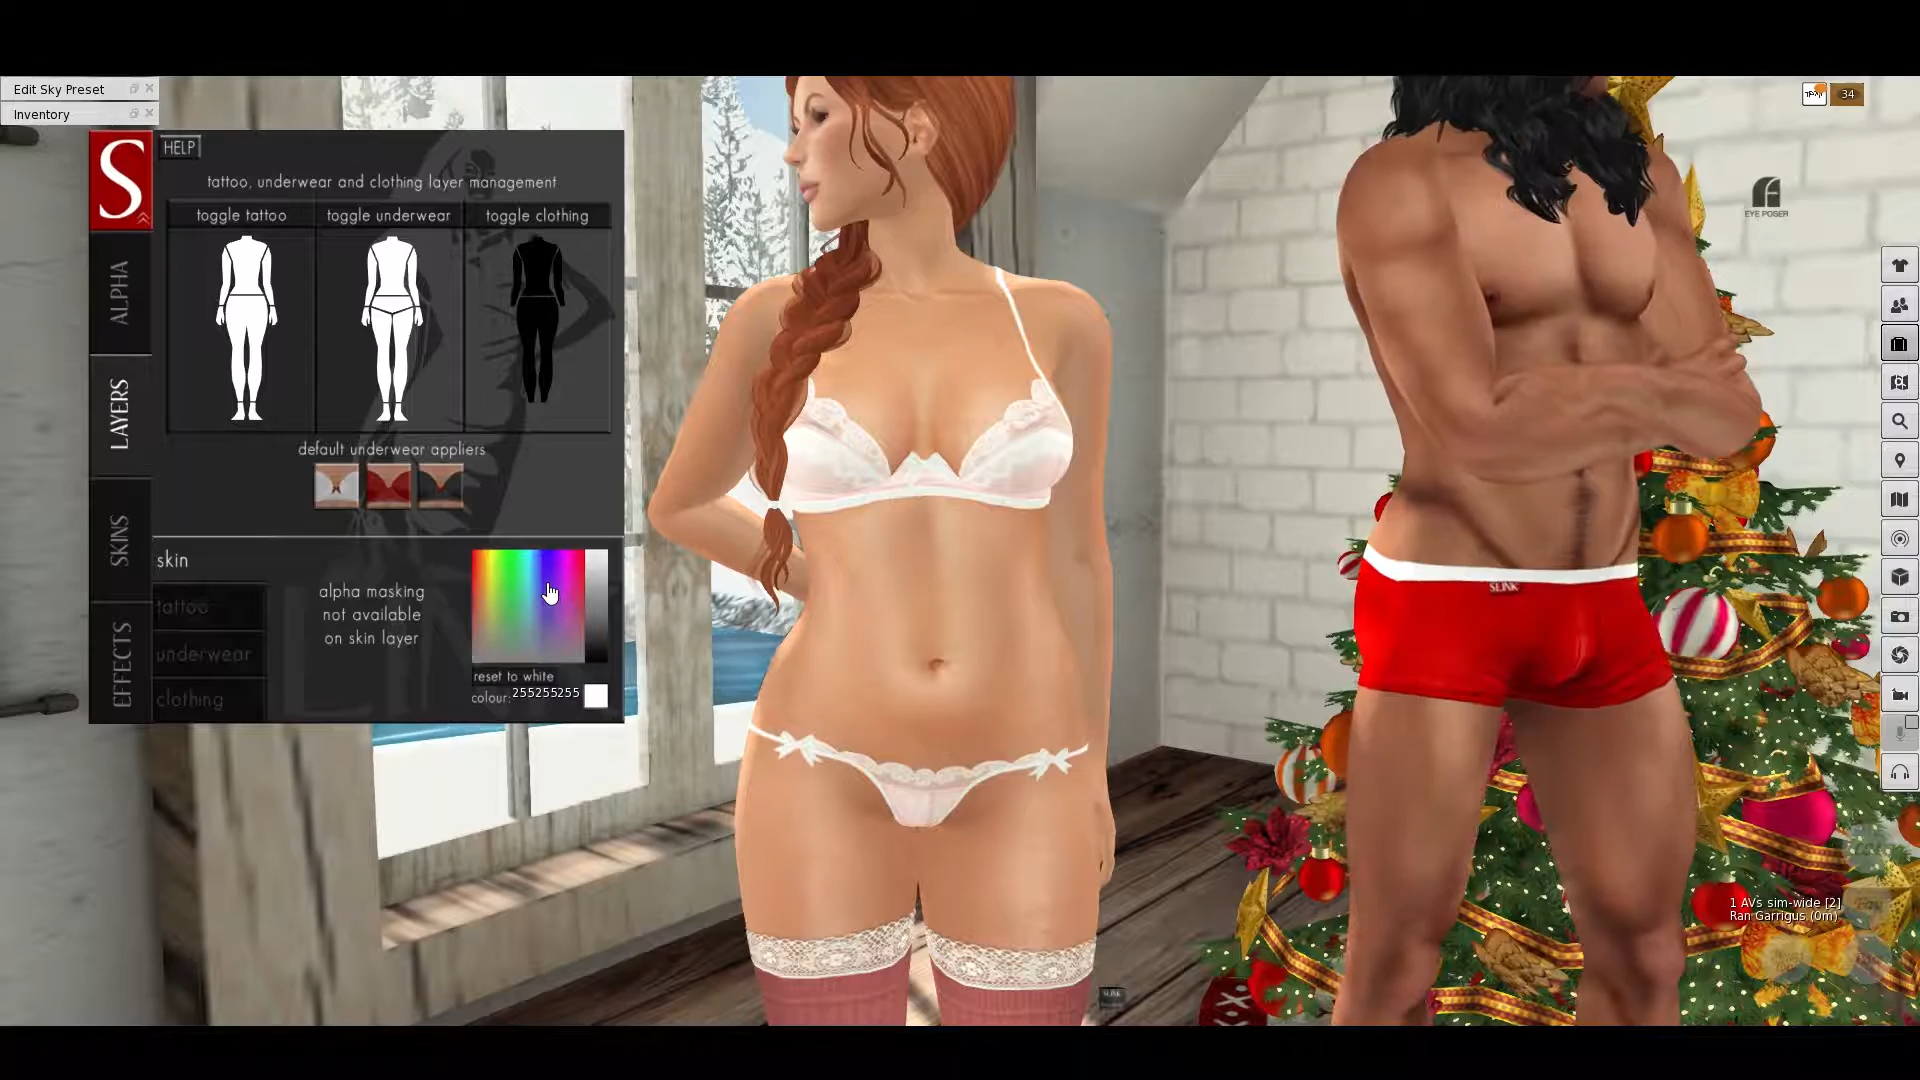 Edit Sky Preset
Inventory
34
S
HELP
tattoo, underwear and clothing layer management
toggle tattoo
toggle underwear
toggle clothing
ALPHA
LAYERS
SKINS
EFFECTS
default underwear appliers
skin
tattoo
underwear
clothing
alpha masking
not available
on skin layer
reset to white
colour: 255255255
EYE POSER
SLINK
1 AVs sim-wide [2]
Ran Garrigus (0m)